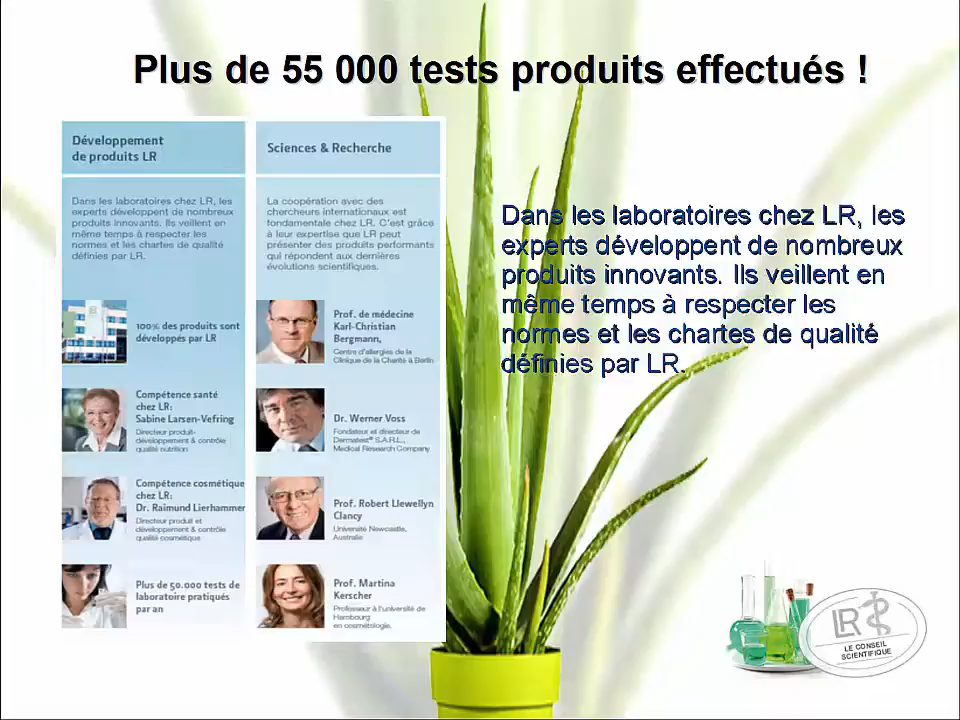 Plus de 55 000 tests produits effectués !
Développement
de produits LR
Dans les laboratoires chez LR, les
experts développent de nombreux
produits innovants. Ils veillent en
même temps à respecter les
normes et les chartes de qualité
définies par LR.
100% des produits sont
développés par LR
Compétence santé
chez LR:
Sabine Larsen-Vefring
Directeur produit-
développement & contrôle
qualité nutrition
Compétence cosmétique
chez LR:
Dr. Raimund Lierhammer
Directeur produit et
développement & contrôle
qualité cosmétique
Plus de 50.000 tests de
laboratoire pratiqués
par an
Sciences & Recherche
La coopération avec des
chercheurs internationaux est
fondamentale chez LR. C'est grâce
à leur expertise que LR peut
présenter des produits performants
qui répondent aux dernières
évolutions scientifiques.
Prof. de médecine
Karl-Christian
Bergmann,
Centre d'allergies de la
Clinique de la Charité à Berlin
Dr. Werner Voss
Fondateur et directeur de
Dermatest® S.A.R.L.,
Medical Research Company
Prof. Robert Llewellyn
Clancy
Université Newcastle,
Australie
Prof. Martina
Kerscher
Professeur à l'université de
Hambourg
en cosmétologie.
Dans les laboratoires chez LR, les
experts développent de nombreux
produits innovants. Ils veillent en
même temps à respecter les
normes et les chartes de qualité
définies par LR.
LR
LE CONSEIL
SCIENTIFIQUE